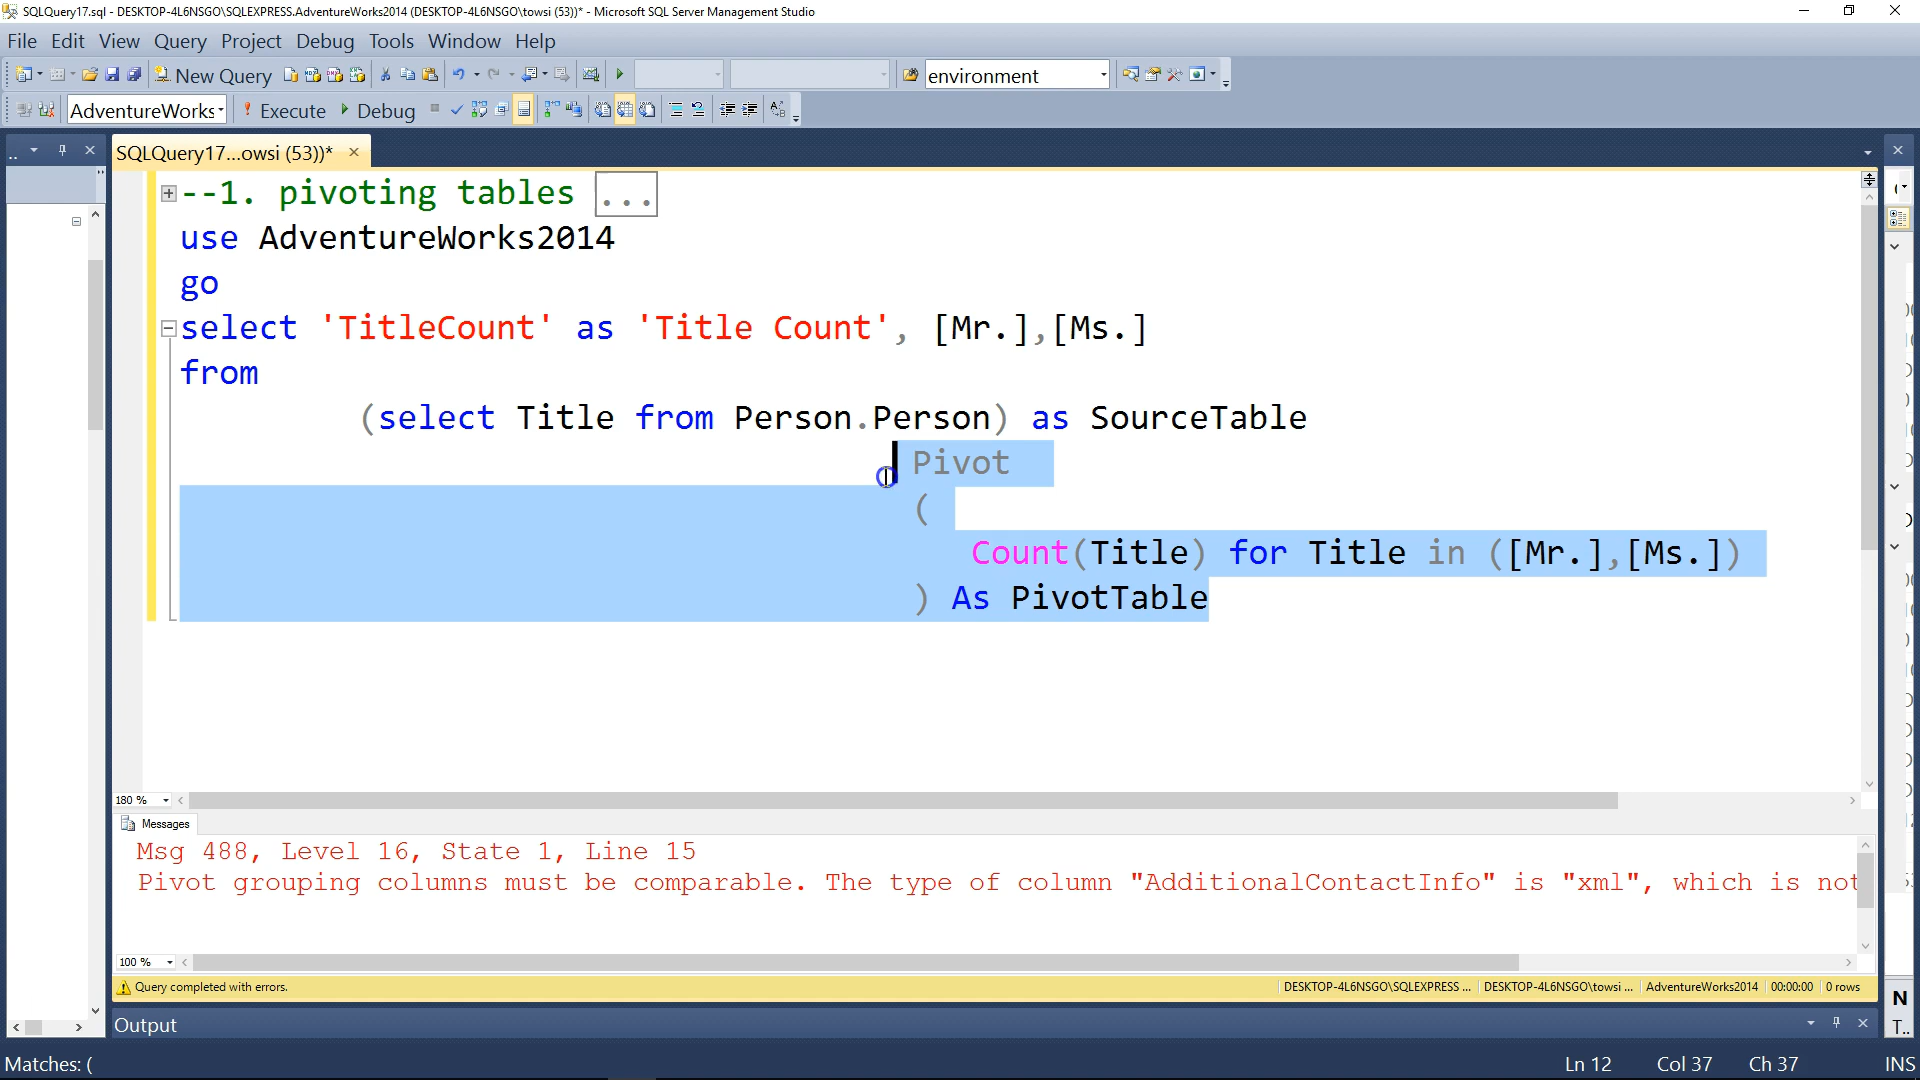 SQLQuery17.sql - DESKTOP-4L6NSGO\SQLEXPRESS.AdventureWorks2014 (DESKTOP-4L6NSGO\towsi (53))* - Microsoft SQL Server Management Studio
File Edit View Query Project Debug Tools Window Help
New Query environment
AdventureWorks Execute Debug
SQLQuery17...owsi (53))*
--1. pivoting tables ...
use AdventureWorks2014
go
select 'TitleCount' as 'Title Count', [Mr.],[Ms.]
from
(select Title from Person.Person) as SourceTable
Pivot
(
Count(Title) for Title in ([Mr.],[Ms.])
) As PivotTable
180 %
Messages
Msg 488, Level 16, State 1, Line 15
Pivot grouping columns must be comparable. The type of column "AdditionalContactInfo" is "xml", which is not
100 %
Query completed with errors. DESKTOP-4L6NSGO\SQLEXPRESS ... DESKTOP-4L6NSGO\towsi ... AdventureWorks2014 00:00:00 0 rows
N
T..
Output
Matches: ( Ln 12 Col 37 Ch 37 INS